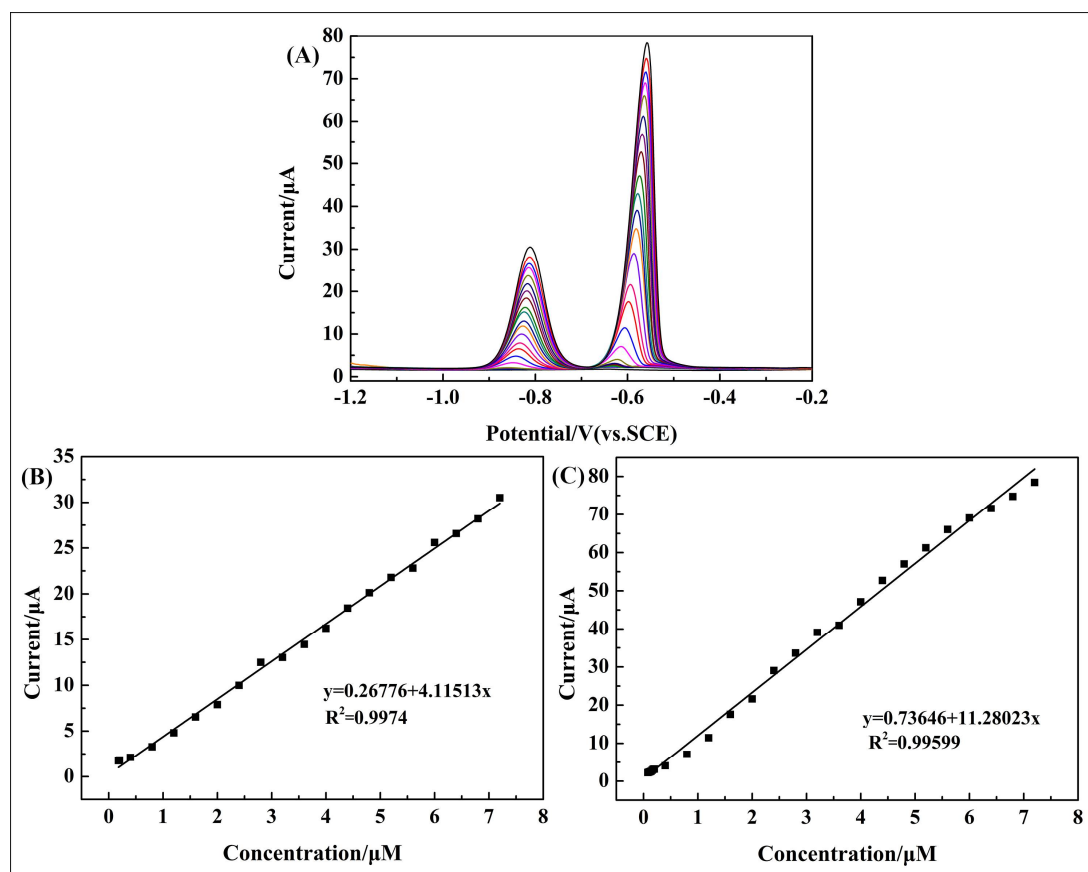 (A)
80
70
60
50
40
30
20
10
0
Current/μA
-1.2 -1.0 -0.8 -0.6 -0.4 -0.2
Potential/V(vs.SCE)
(B)
35
30
25
20
15
10
5
0
Current/μA
y=0.26776+4.11513x
R²=0.9974
0 1 2 3 4 5 6 7 8
Concentration/μM
(C)
80
70
60
50
40
30
20
10
0
Current/μA
y=0.73646+11.28023x
R²=0.99599
0 1 2 3 4 5 6 7 8
Concentration/μM